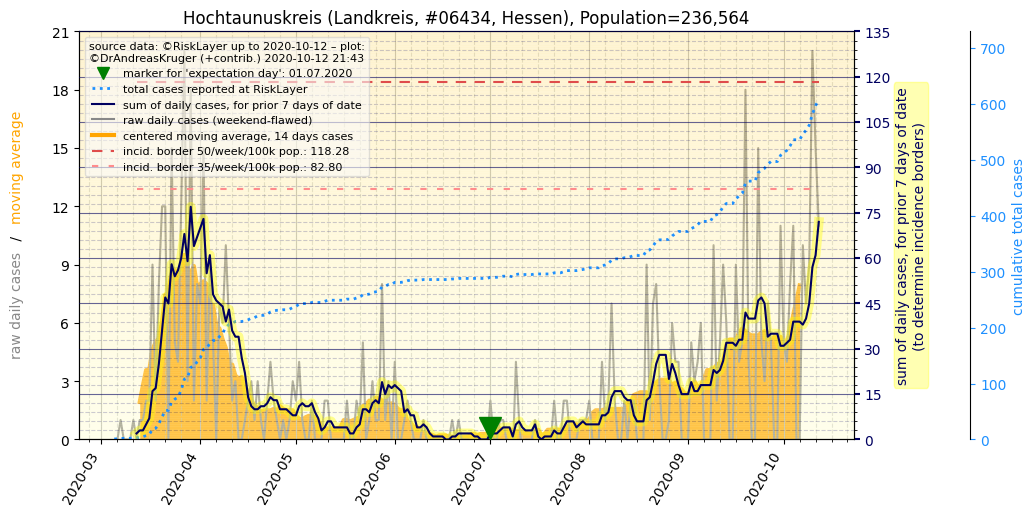 Hochtaunuskreis (Landkreis, #06434, Hessen), Population=236,564
source data: ©RiskLayer up to 2020-10-12 – plot:
©DrAndreasKruger (+contrib.) 2020-10-12 21:43
marker for 'expectation day': 01.07.2020
total cases reported at RiskLayer
sum of daily cases, for prior 7 days of date
raw daily cases (weekend-flawed)
centered moving average, 14 days cases
incid. border 50/week/100k pop.: 118.28
incid. border 35/week/100k pop.: 82.80
raw daily cases / moving average
21
18
15
12
9
6
3
0
2020-03
2020-04
2020-05
2020-06
2020-07
2020-08
2020-09
2020-10
135
120
105
90
75
60
45
30
15
0
sum of daily cases, for prior 7 days of date
(to determine incidence borders)
700
600
500
400
300
200
100
0
cumulative total cases